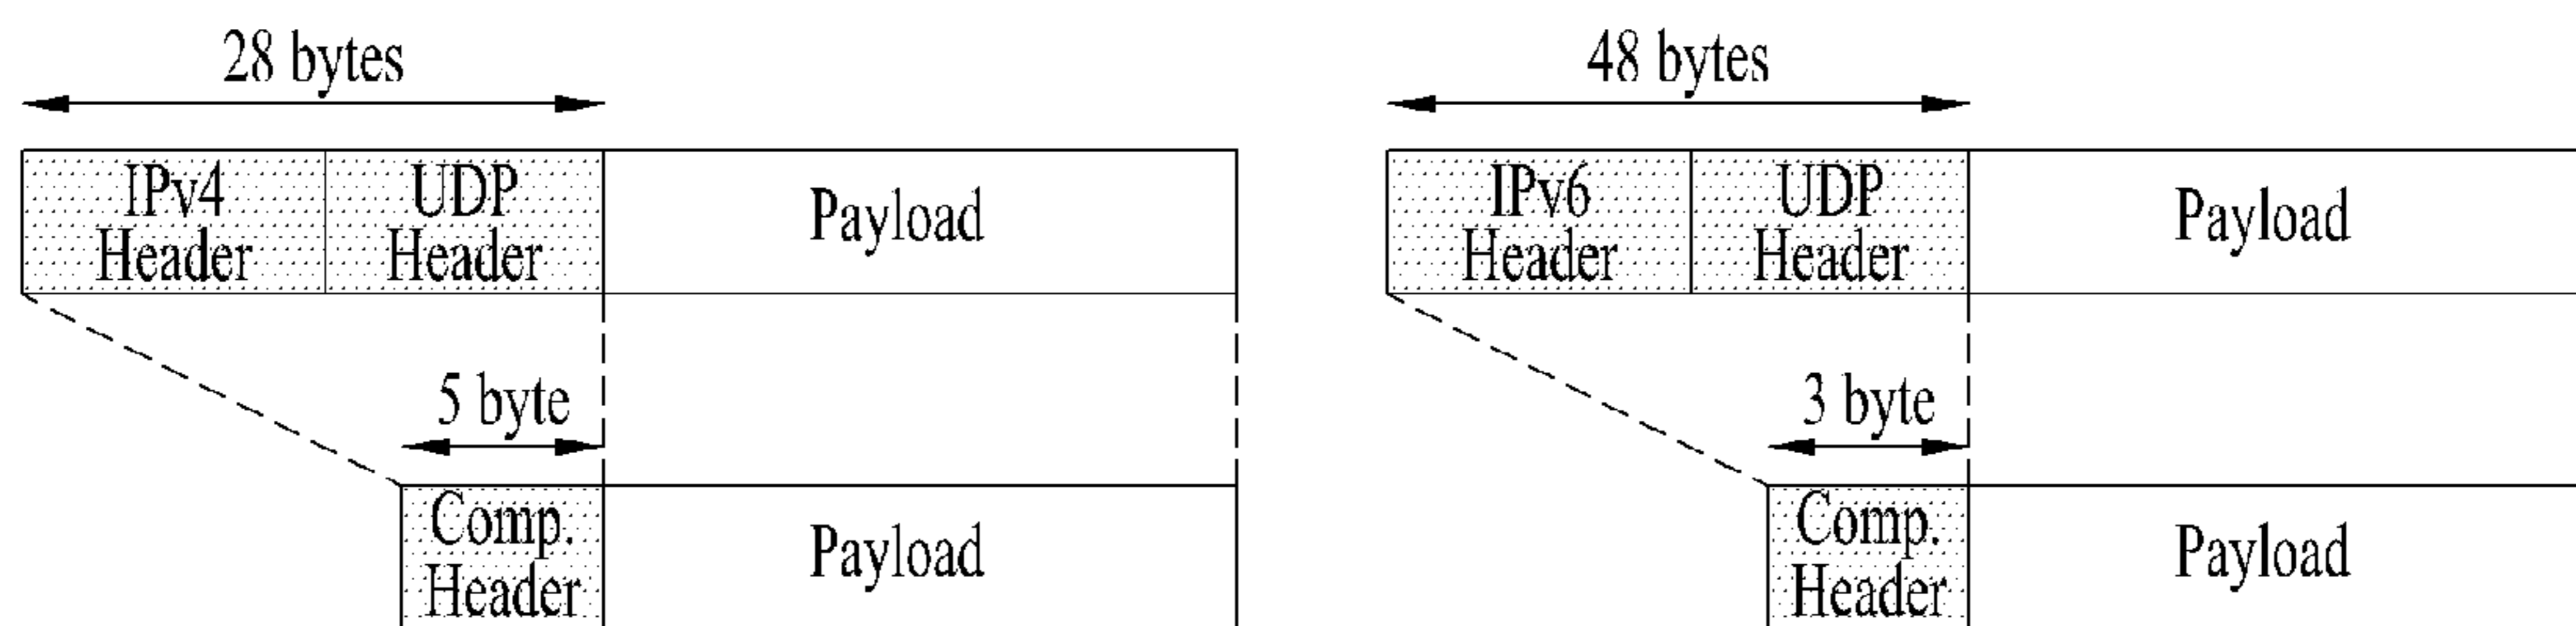 28 bytes
IPv4
Header
UDP
Header
Payload
5 byte
Comp.
Header
Payload
48 bytes
IPv6
Header
UDP
Header
Payload
3 byte
Comp.
Header
Payload